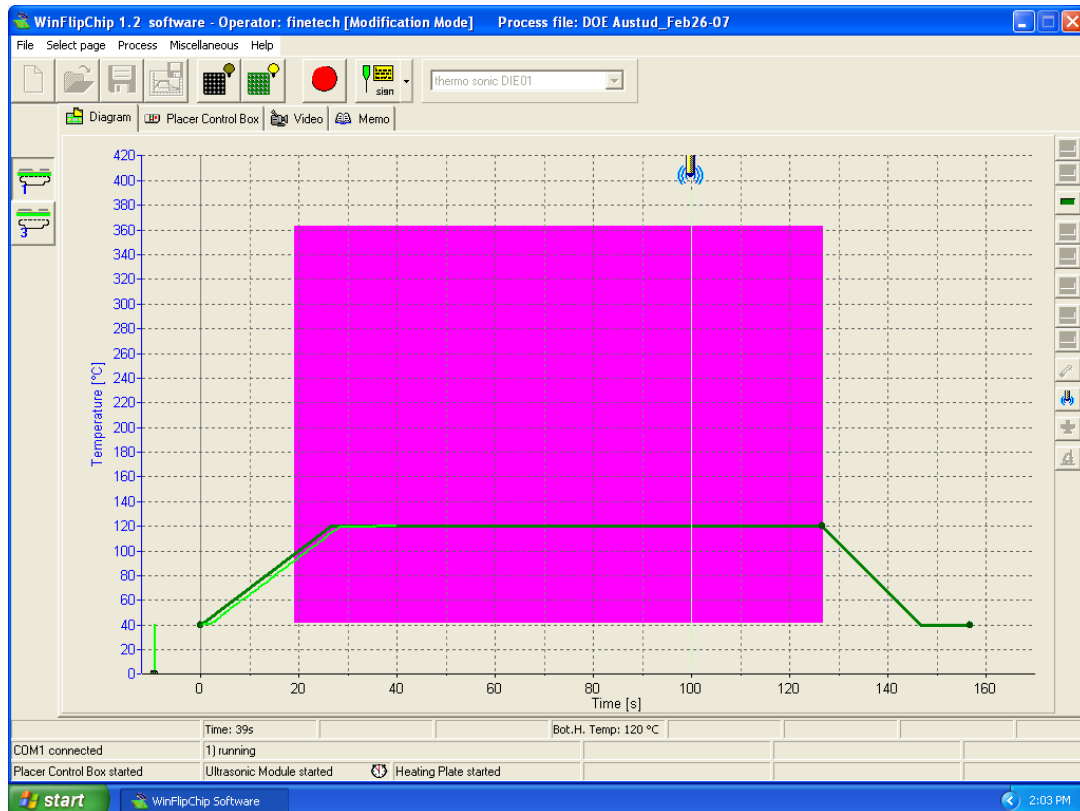 WinFlipChip 1.2 software - Operator: finetech [Modification Mode] Process file: DOE Austud_Feb26-07
File Select page Process Miscellaneous Help
sign thermo sonic DIE01
Diagram Placer Control Box Video Memo
1
3
420
400
380
360
340
320
300
280
260
240
220
200
180
160
140
120
100
80
60
40
20
0
Temperature [°C]
0 20 40 60 80 100 120 140 160
Time [s]
Time: 39s Bot.H. Temp: 120 °C
COM1 connected 1) running
Placer Control Box started Ultrasonic Module started Heating Plate started
start WinFlipChip Software 2:03 PM